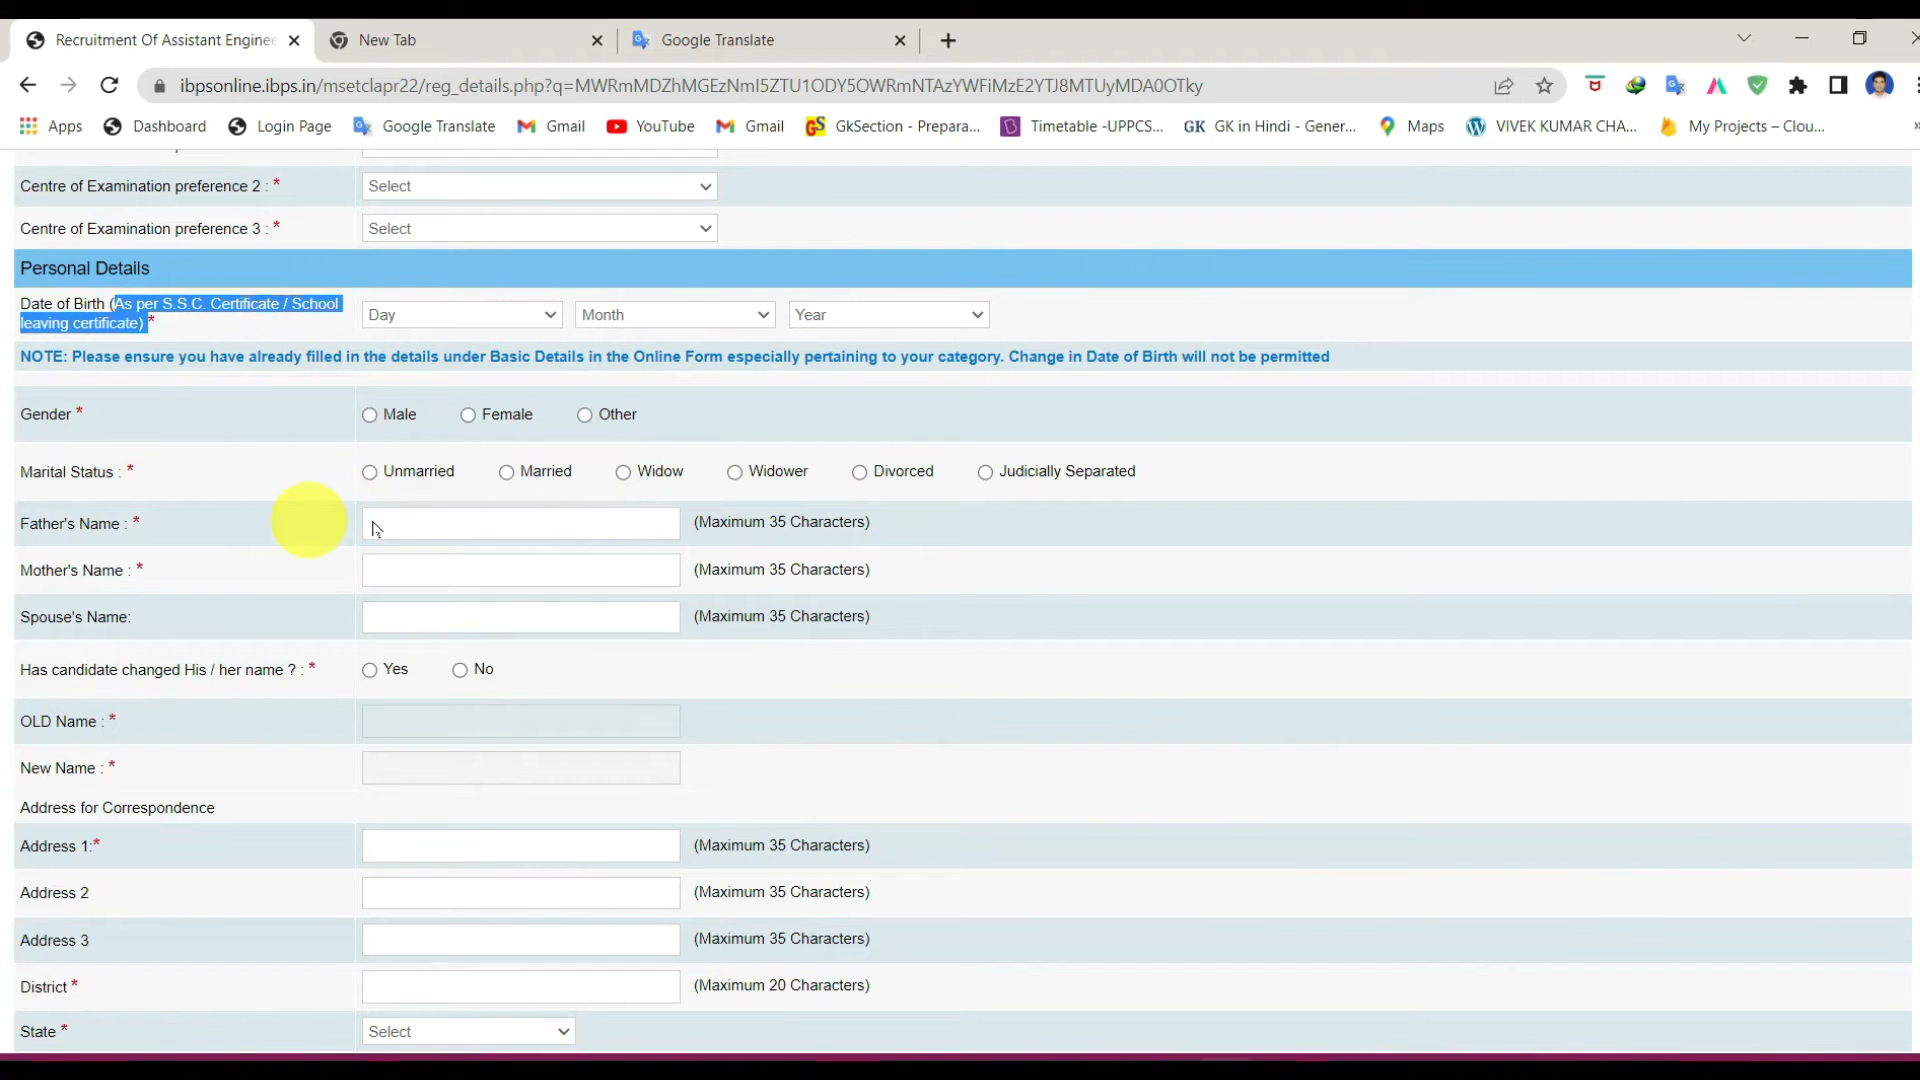 Recruitment Of Assistant Enginee
New Tab
Google Translate
ibpsonline.ibps.in/msetclapr22/reg_details.php?q=MWRmMDZhMGEzNmI5ZTU1ODY5OWRmNTAzYWFiMzE2YTJ8MTUyMDA0OTky
Apps Dashboard Login Page Google Translate Gmail YouTube Gmail GkSection - Prepara... Timetable -UPPCS... GK in Hindi - Gener... Maps VIVEK KUMAR CHA... My Projects – Clou...
Centre of Examination preference 2 : * Select
Centre of Examination preference 3 : * Select
Personal Details
Date of Birth (As per S.S.C. Certificate / School
leaving certificate) * Day Month Year
NOTE: Please ensure you have already filled in the details under Basic Details in the Online Form especially pertaining to your category. Change in Date of Birth will not be permitted
Gender * Male Female Other
Marital Status : * Unmarried Married Widow Widower Divorced Judicially Separated
Father's Name : * (Maximum 35 Characters)
Mother's Name : * (Maximum 35 Characters)
Spouse's Name: (Maximum 35 Characters)
Has candidate changed His / her name ? : * Yes No
OLD Name : *
New Name : *
Address for Correspondence
Address 1:* (Maximum 35 Characters)
Address 2 (Maximum 35 Characters)
Address 3 (Maximum 35 Characters)
District * (Maximum 20 Characters)
State * Select